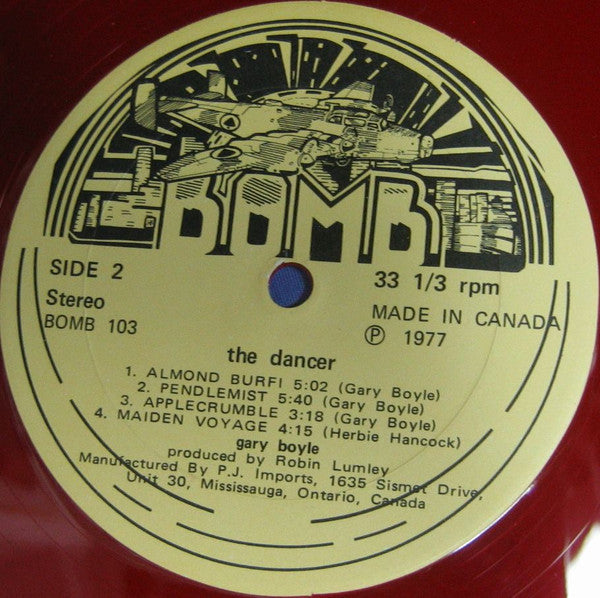 BOMB
SIDE 2
33 1/3 rpm
Stereo
MADE IN CANADA
BOMB 103
℗ 1977
the dancer
1. ALMOND BURFI 5:02 (Gary Boyle)
2. PENDLEMIST 5:40 (Gary Boyle)
3. APPLECRUMBLE 3:18 (Gary Boyle)
4. MAIDEN VOYAGE 4:15 (Herbie Hancock)
gary boyle
produced by Robin Lumley
Manufactured By P.J. Imports, 1635 Sismet Drive,
Unit 30, Mississauga, Ontario, Canada